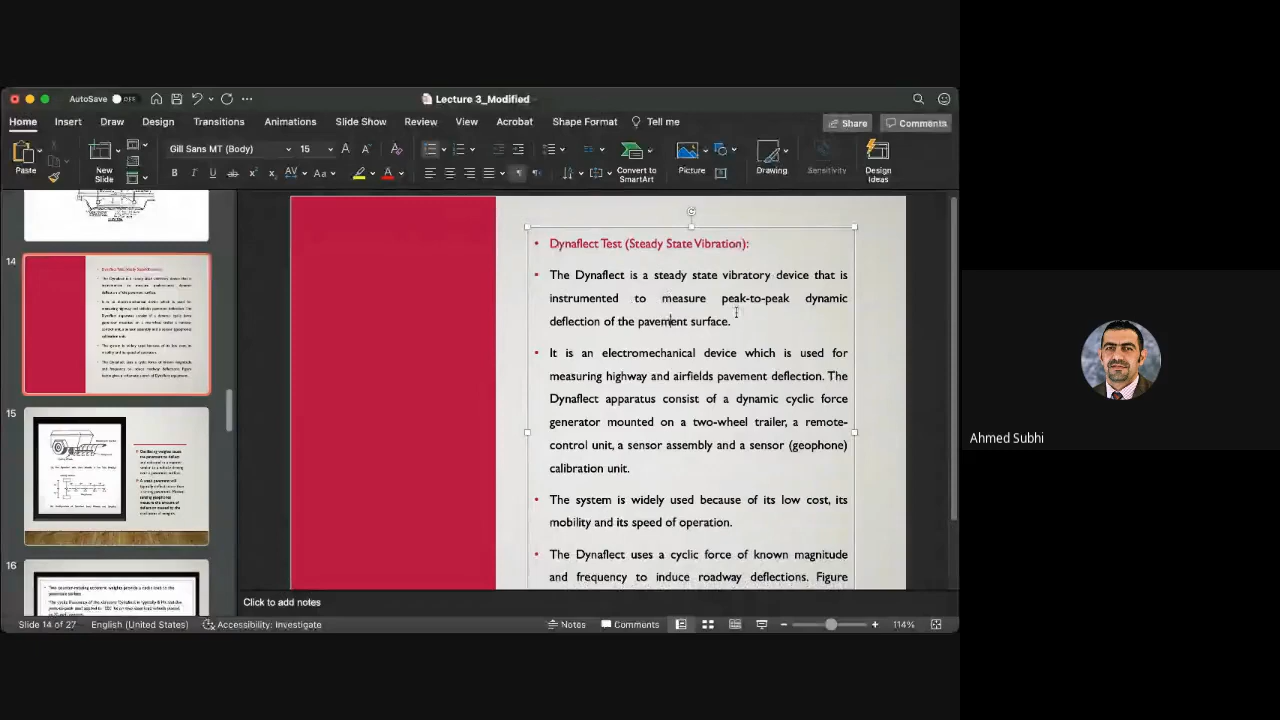 AutoSave OFF
Lecture 3_Modified
Home Insert Draw Design Transitions Animations Slide Show Review View Acrobat Shape Format Tell me Share Comments
Gill Sans MT (Body) 15
Paste New Slide Convert to SmartArt Picture Drawing Sensitivity Design Ideas
14
15
16
• Dynaflect Test (Steady State Vibration):
• The Dynaflect is a steady state vibratory device that is
instrumented to measure peak-to-peak dynamic
deflection of the pavement surface.
• It is an electromechanical device which is used for
measuring highway and airfields pavement deflection. The
Dynaflect apparatus consist of a dynamic cyclic force
generator mounted on a two-wheel trailer, a remote-
control unit, a sensor assembly and a sensor (geophone)
calibration unit.
• The system is widely used because of its low cost, its
mobility and its speed of operation.
• The Dynaflect uses a cyclic force of known magnitude
and frequency to induce roadway deflections. Figure
Click to add notes
Slide 14 of 27 English (United States) Accessibility: Investigate Notes Comments 114%
Ahmed Subhi